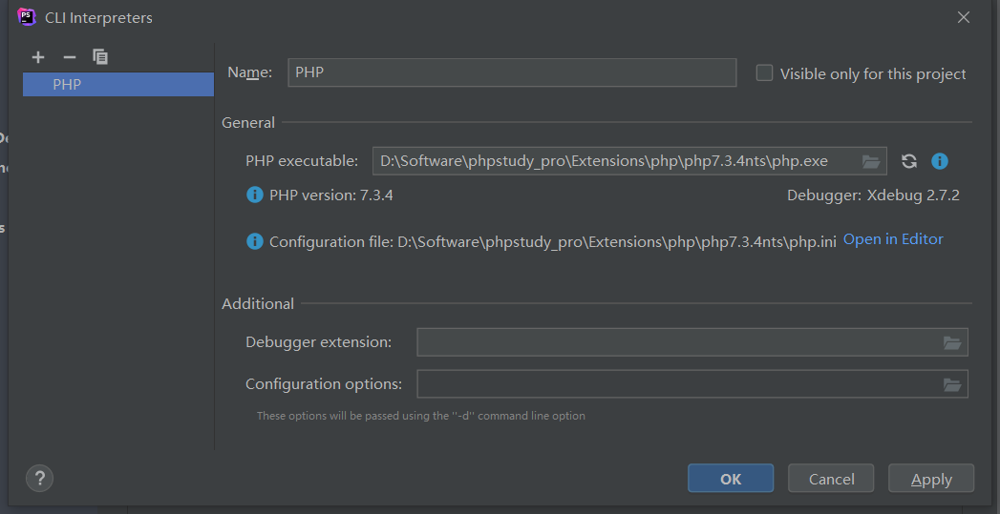 PS
CLI Interpreters
PHP
Name: PHP
Visible only for this project
General
PHP executable: D:\Software\phpstudy_pro\Extensions\php\php7.3.4nts\php.exe
PHP version: 7.3.4
Debugger: Xdebug 2.7.2
Configuration file: D:\Software\phpstudy_pro\Extensions\php\php7.3.4nts\php.ini Open in Editor
Additional
Debugger extension:
Configuration options:
These options will be passed using the "-d" command line option
?
OK
Cancel
Apply